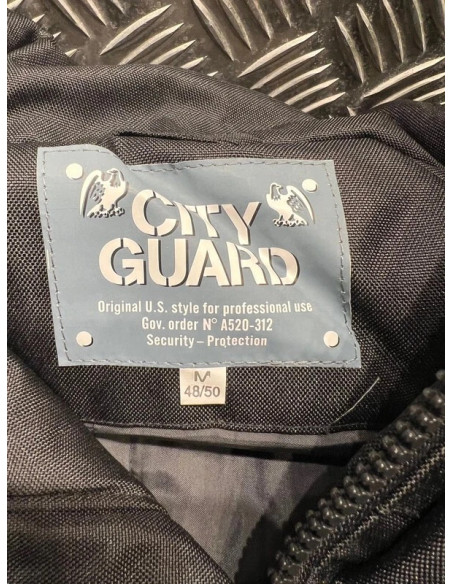 CITY
GUARD
Original U.S. style for professional use
Gov. order N° A520-312
Security – Protection
M
48/50